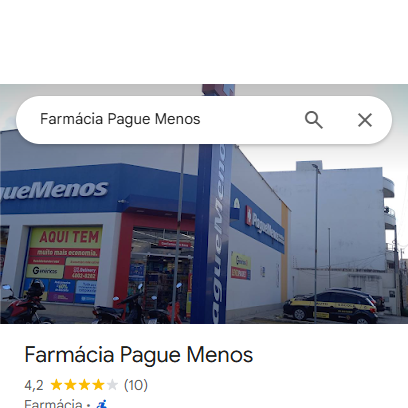 Farmácia Pague Menos
PagueMenos
AQUI TEM
muito mais economia.
Genéricos
Delivery
4002-8282
PagueMenos
PagueMenos
Farmácia Pague Menos
4,2 (10)
Farmácia ·